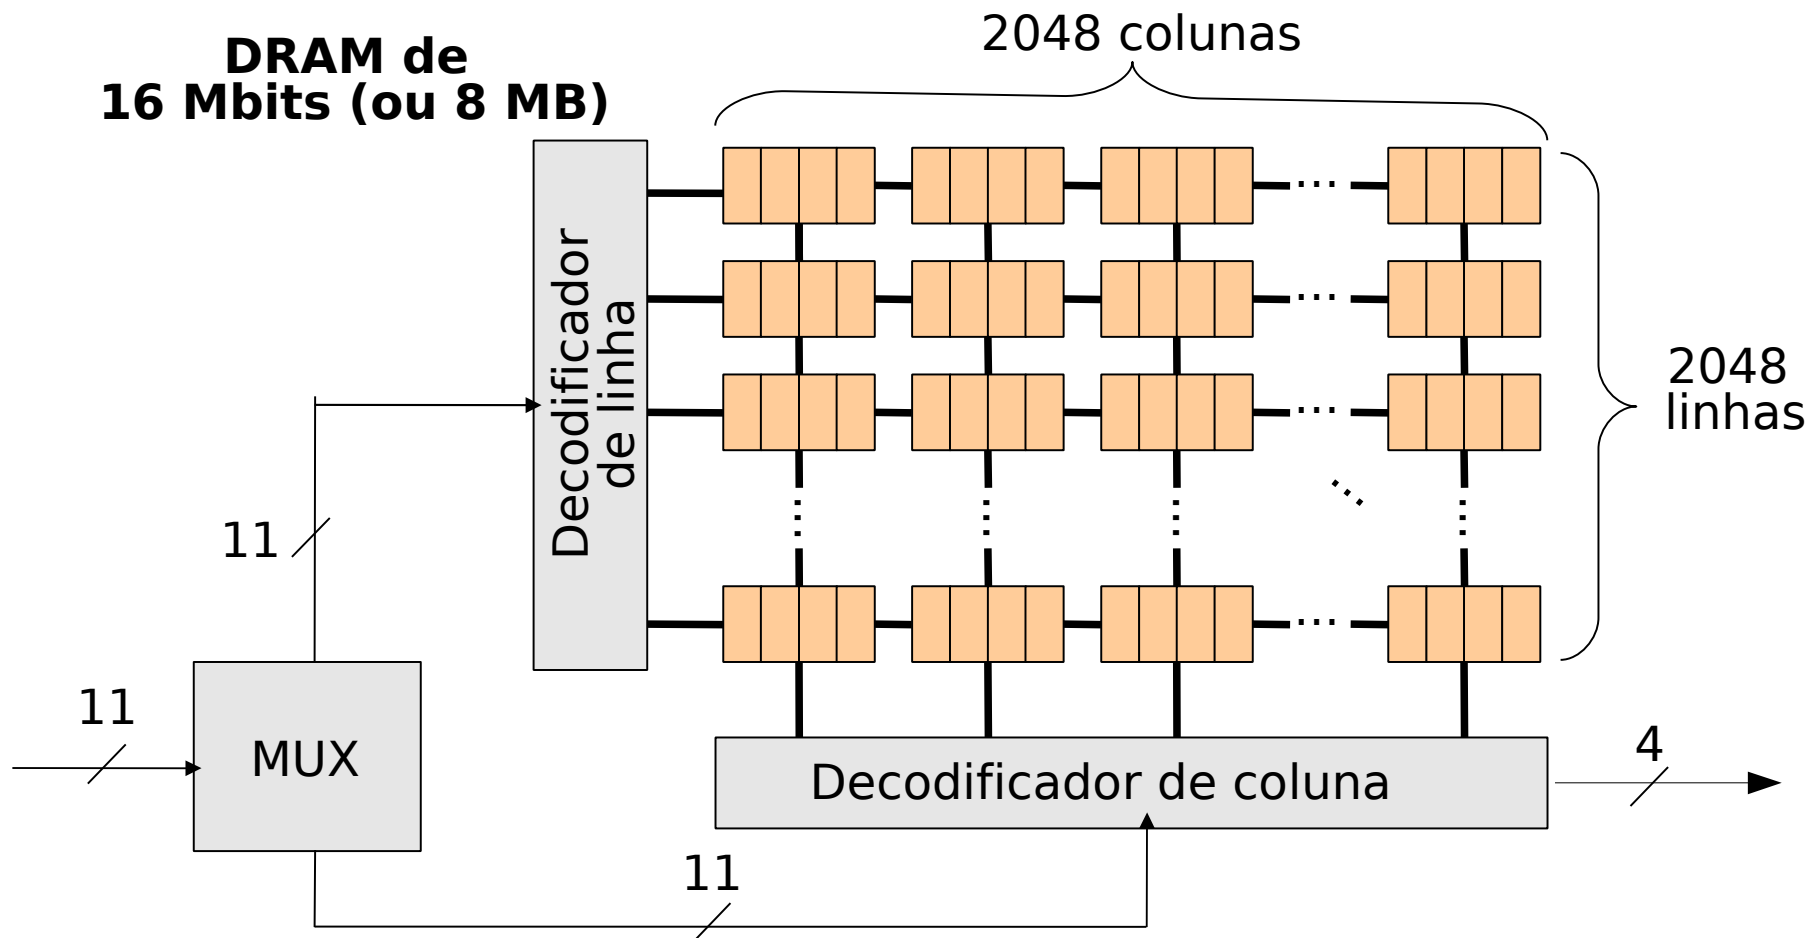 2048 colunas
DRAM de
16 Mbits (ou 8 MB)
Decodificador
de linha
...
...
...
2048
linhas
11
...
11
MUX
4
Decodificador de coluna
11